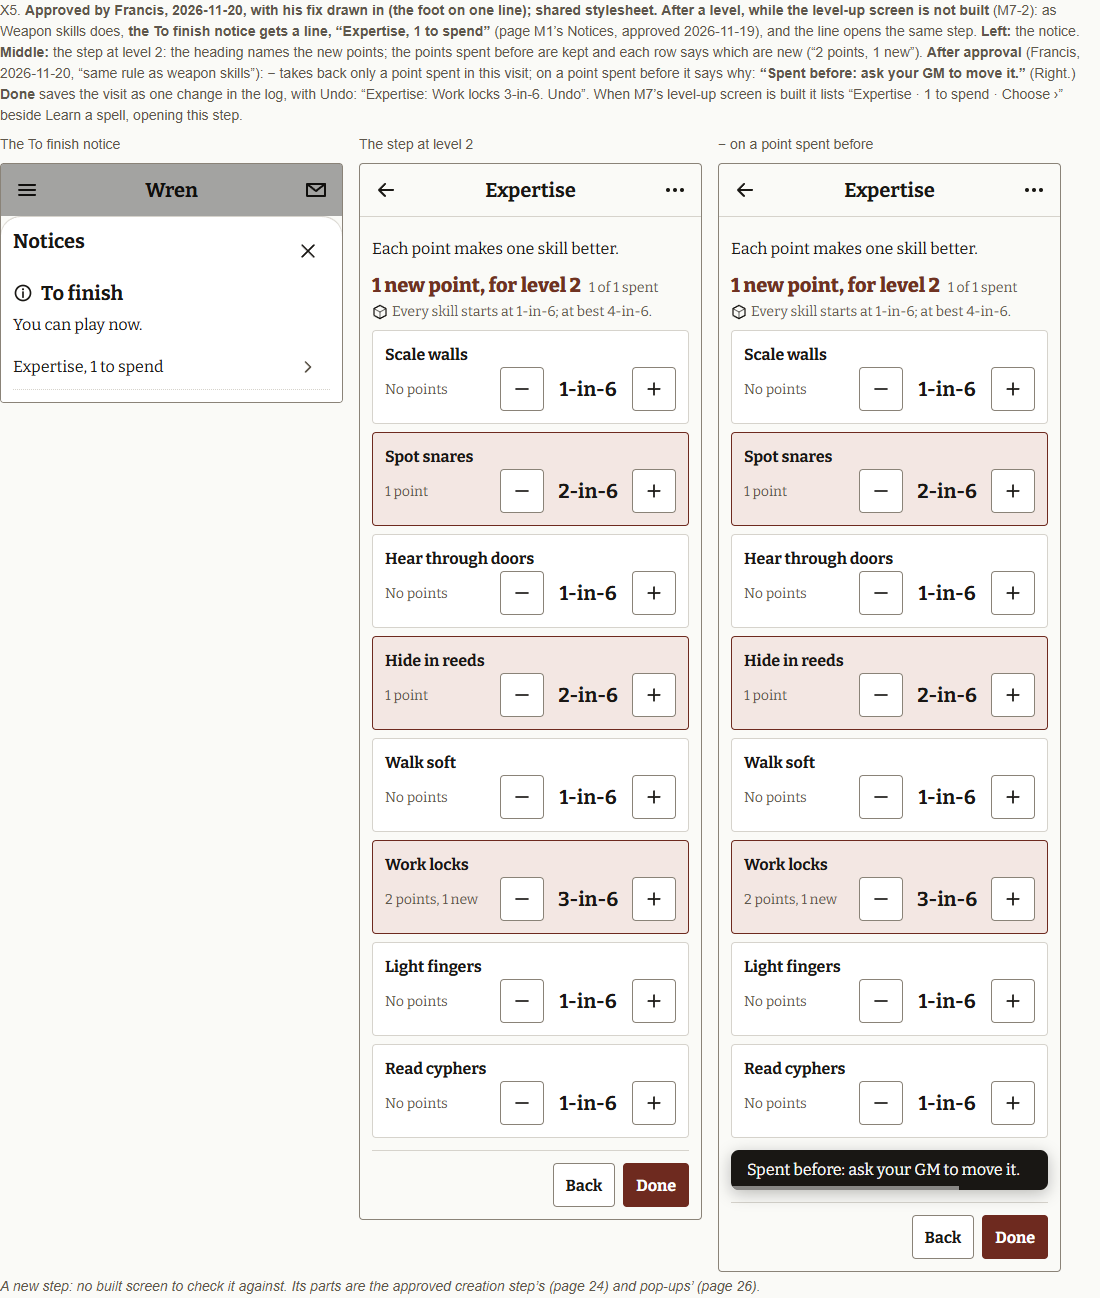 X5. Approved by Francis, 2026-11-20, with his fix drawn in (the foot on one line); shared stylesheet. After a level, while the level-up screen is not built (M7-2): as
Weapon skills does, the To finish notice gets a line, “Expertise, 1 to spend” (page M1’s Notices, approved 2026-11-19), and the line opens the same step. Left: the notice.
Middle: the step at level 2: the heading names the new points; the points spent before are kept and each row says which are new (“2 points, 1 new”). After approval (Francis,
2026-11-20, “same rule as weapon skills”): – takes back only a point spent in this visit; on a point spent before it says why: “Spent before: ask your GM to move it.” (Right.)
Done saves the visit as one change in the log, with Undo: “Expertise: Work locks 3-in-6. Undo”. When M7’s level-up screen is built it lists “Expertise · 1 to spend · Choose ›”
beside Learn a spell, opening this step.
The To finish notice
Wren
Notices
To finish
You can play now.
Expertise, 1 to spend
The step at level 2
Expertise
Each point makes one skill better.
1 new point, for level 2 1 of 1 spent
Every skill starts at 1-in-6; at best 4-in-6.
Scale walls
No points − 1-in-6 +
Spot snares
1 point − 2-in-6 +
Hear through doors
No points − 1-in-6 +
Hide in reeds
1 point − 2-in-6 +
Walk soft
No points − 1-in-6 +
Work locks
2 points, 1 new − 3-in-6 +
Light fingers
No points − 1-in-6 +
Read cyphers
No points − 1-in-6 +
Back Done
– on a point spent before
Expertise
Each point makes one skill better.
1 new point, for level 2 1 of 1 spent
Every skill starts at 1-in-6; at best 4-in-6.
Scale walls
No points − 1-in-6 +
Spot snares
1 point − 2-in-6 +
Hear through doors
No points − 1-in-6 +
Hide in reeds
1 point − 2-in-6 +
Walk soft
No points − 1-in-6 +
Work locks
2 points, 1 new − 3-in-6 +
Light fingers
No points − 1-in-6 +
Read cyphers
No points − 1-in-6 +
Spent before: ask your GM to move it.
Back Done
A new step: no built screen to check it against. Its parts are the approved creation step’s (page 24) and pop-ups’ (page 26).